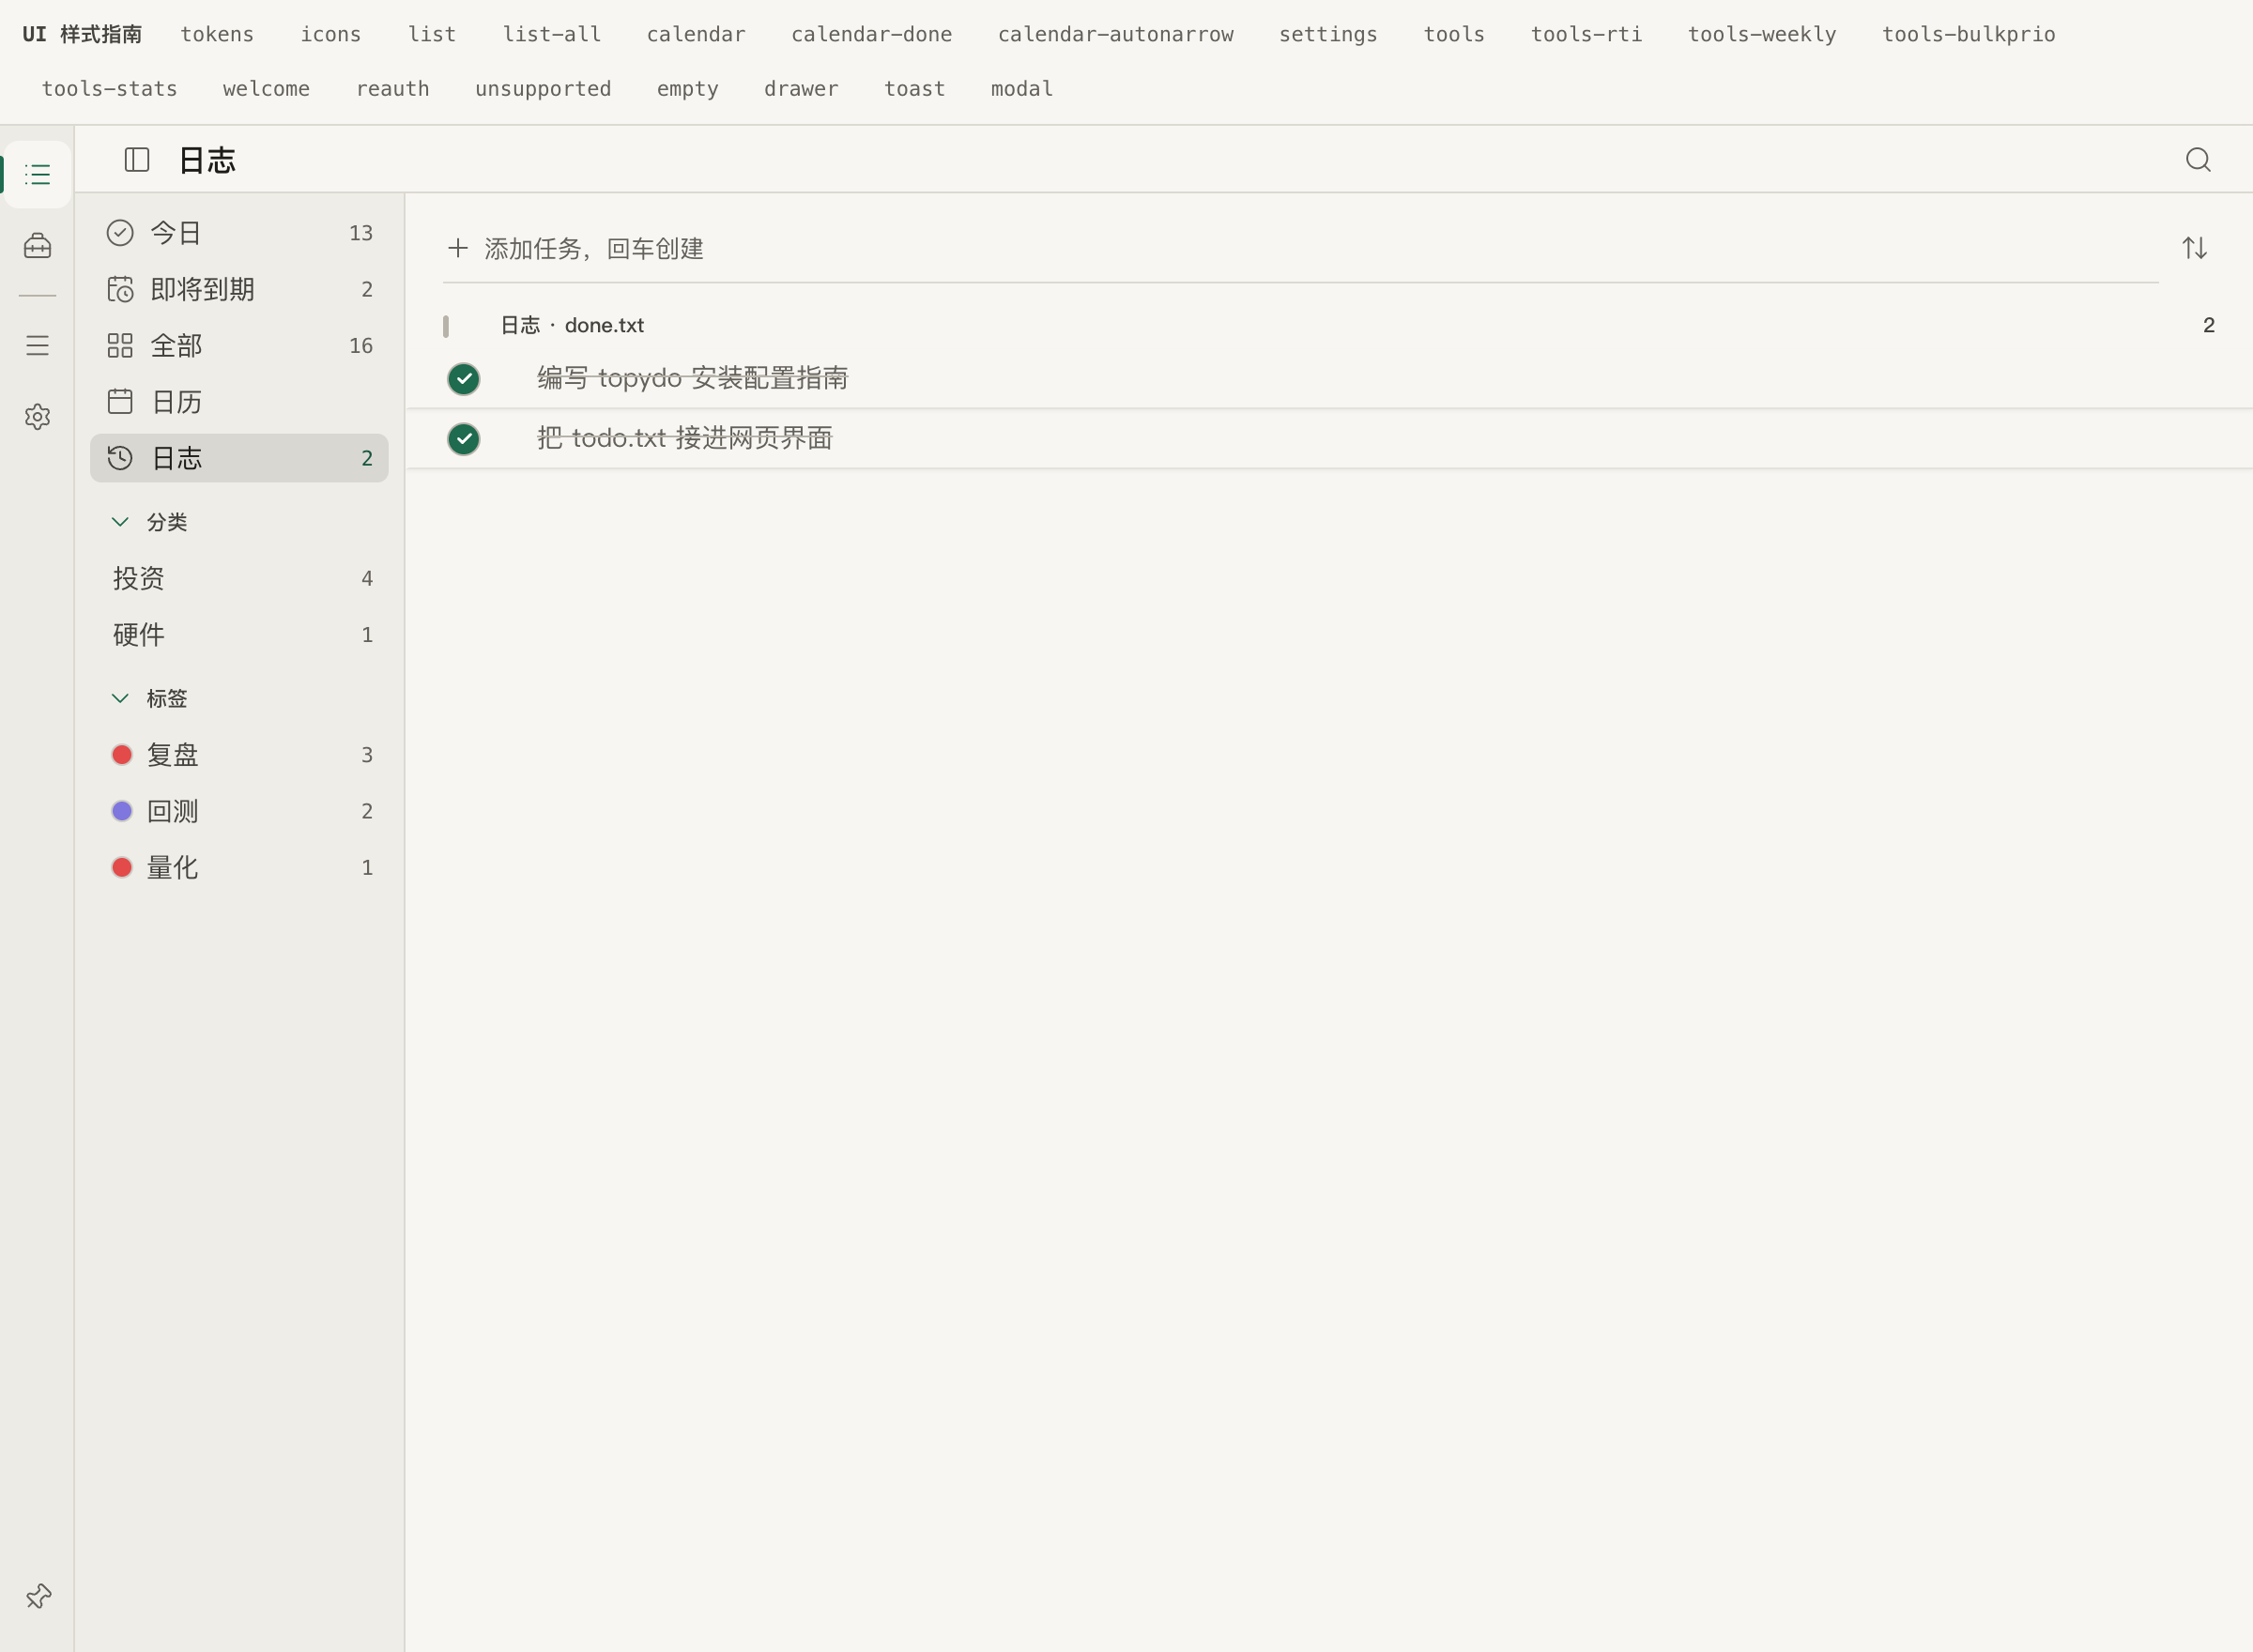 UI 样式指南 tokens icons list list-all calendar calendar-done calendar-autonarrow settings tools tools-rti tools-weekly tools-bulkprio
tools-stats welcome reauth unsupported empty drawer toast modal
日志
今日 13
即将到期 2
全部 16
日历
日志 2
分类
投资 4
硬件 1
标签
复盘 3
回测 2
量化 1
添加任务，回车创建
日志 · done.txt 2
编写 topydo 安装配置指南
把 todo.txt 接进网页界面